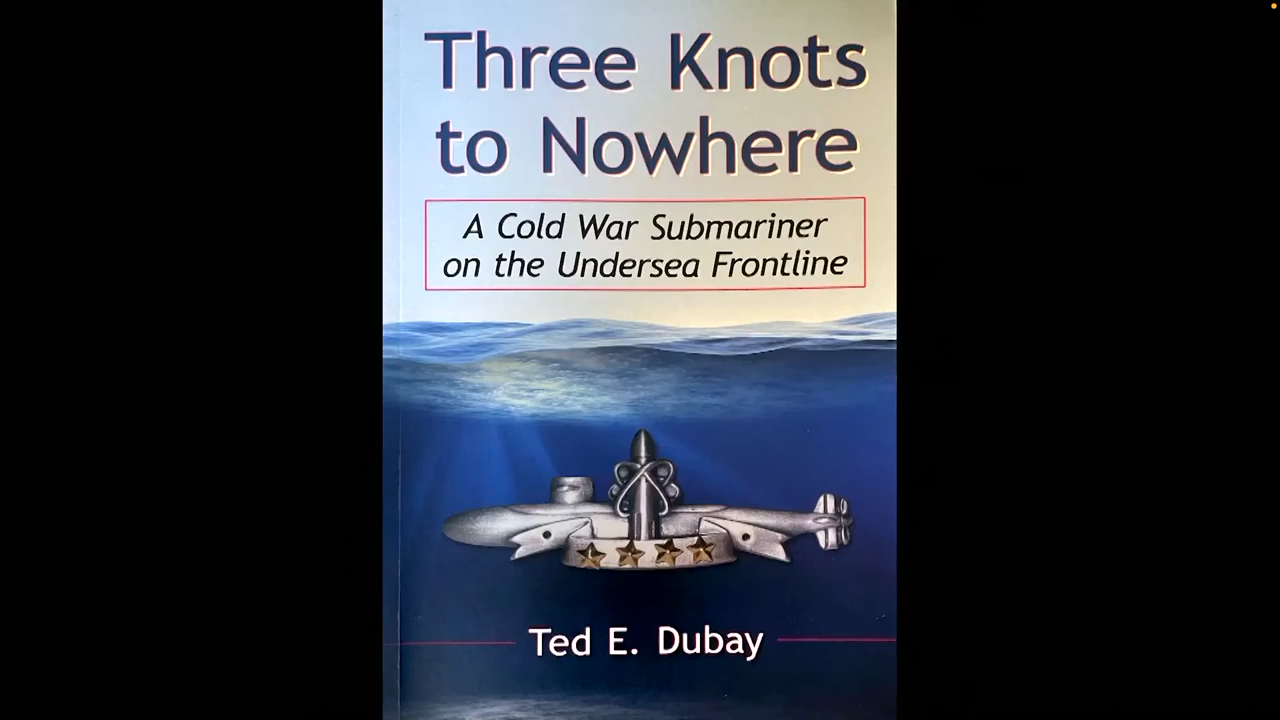 Three Knots
to Nowhere
A Cold War Submariner
on the Undersea Frontline
Ted E. Dubay